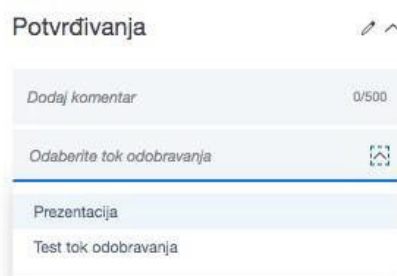 Potvrđivanja
Dodaj komentar 0/500
Odaberite tok odobravanja
Prezentacija
Test tok odobravanja